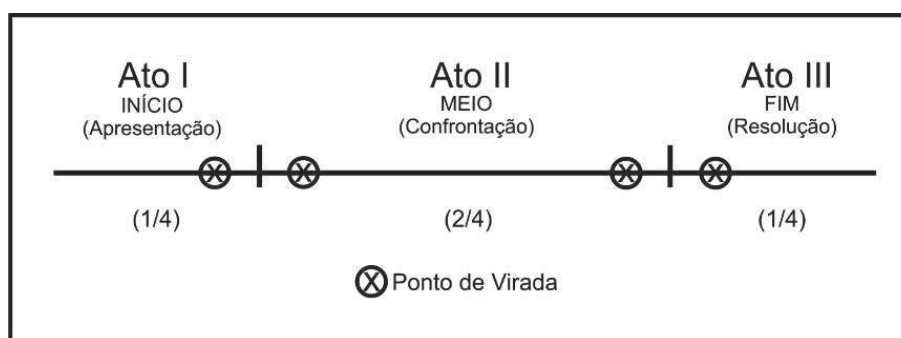 Ato I
INÍCIO
(Apresentação)
Ato II
MEIO
(Confrontação)
Ato III
FIM
(Resolução)
(1/4)
(2/4)
(1/4)
Ponto de Virada